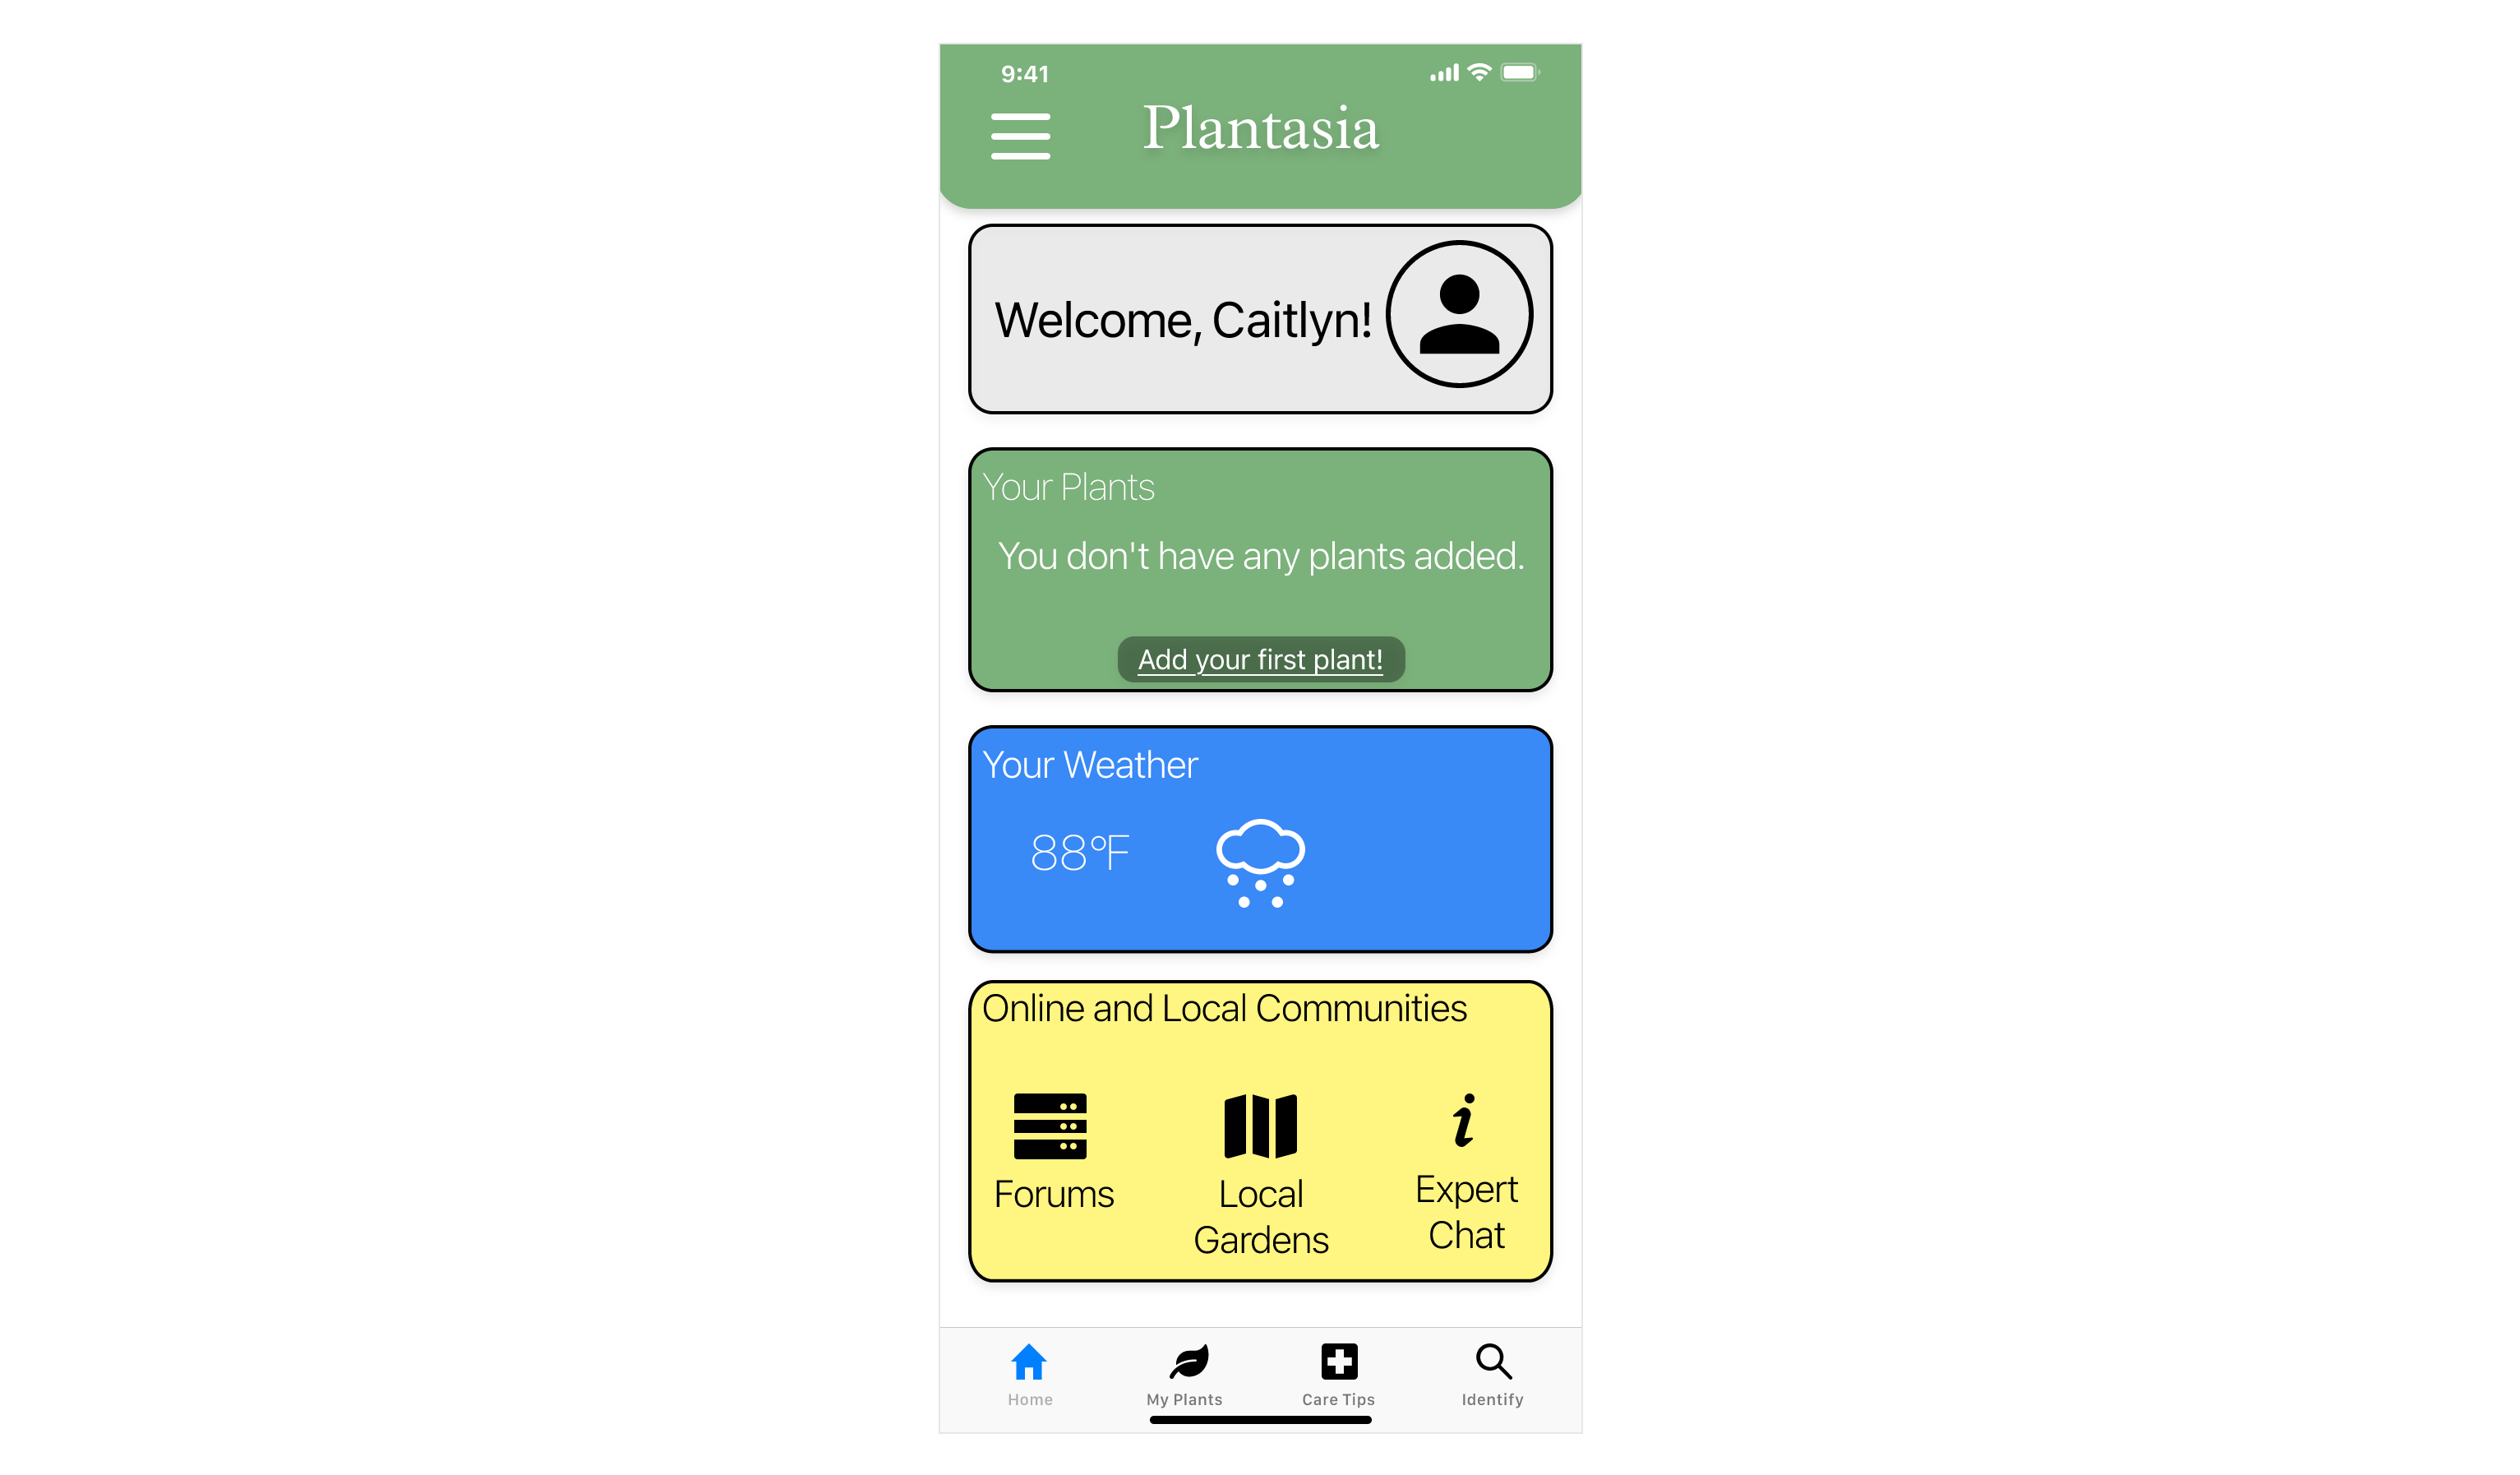 9:41
Plantasia
Welcome, Caitlyn!
Your Plants
You don't have any plants added.
Add your first plant!
Your Weather
88°F
Online and Local Communities
Forums
Local
Gardens
Expert
Chat
Home
My Plants
Care Tips
Identify